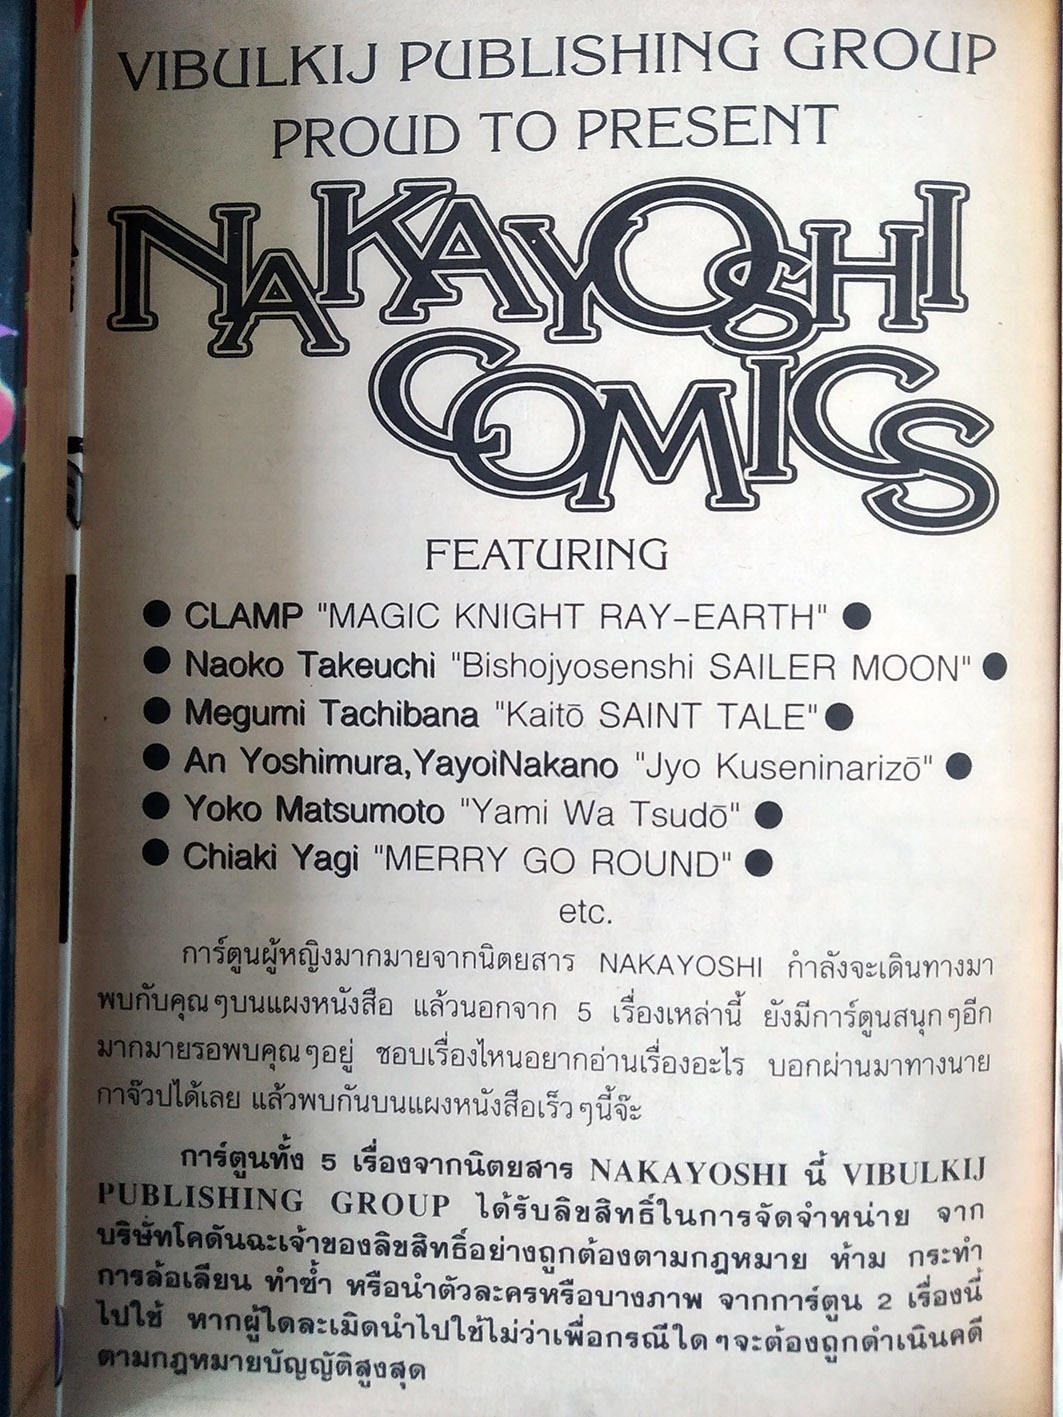 VIBULKIJ PUBLISHING GROUP
PROUD TO PRESENT
NAKAYOSHI
COMICS
FEATURING
● CLAMP "MAGIC KNIGHT RAY-EARTH" ●
● Naoko Takeuchi "Bishojyosenshi SAILER MOON" ●
● Megumi Tachibana "Kaitō SAINT TALE" ●
● An Yoshimura,YayoiNakano "Jyo Kuseninarizō" ●
● Yoko Matsumoto "Yami Wa Tsudō" ●
● Chiaki Yagi "MERRY GO ROUND" ●
etc.
การ์ตูนผู้หญิงมากมายจากนิตยสาร NAKAYOSHI กำลังจะเดินทางมา
พบกับคุณๆบนแผงหนังสือ แล้วนอกจาก 5 เรื่องเหล่านี้ ยังมีการ์ตูนสนุกๆอีก
มากมายรอพบคุณๆอยู่ ชอบเรื่องไหนอยากอ่านเรื่องอะไร บอกผ่านมาทางนาย
กาจ๊วปได้เลย แล้วพบกันบนแผงหนังสือเร็วๆนี้จ๊ะ
การ์ตูนทั้ง 5 เรื่องจากนิตยสาร NAKAYOSHI นี้ VIBULKIJ
PUBLISHING GROUP ได้รับลิขสิทธิ์ในการจัดจำหน่าย จาก
บริษัทโคดันฉะเจ้าของลิขสิทธิ์อย่างถูกต้องตามกฎหมาย ห้าม กระทำ
การล้อเลียน ทำซ้ำ หรือนำตัวละครหรือบางภาพ จากการ์ตูน 2 เรื่องนี้
ไปใช้ หากผู้ใดละเมิดนำไปใช้ไม่ว่าเพื่อกรณีใดๆจะต้องถูกดำเนินคดี
ตามกฎหมายบัญญัติสูงสุด